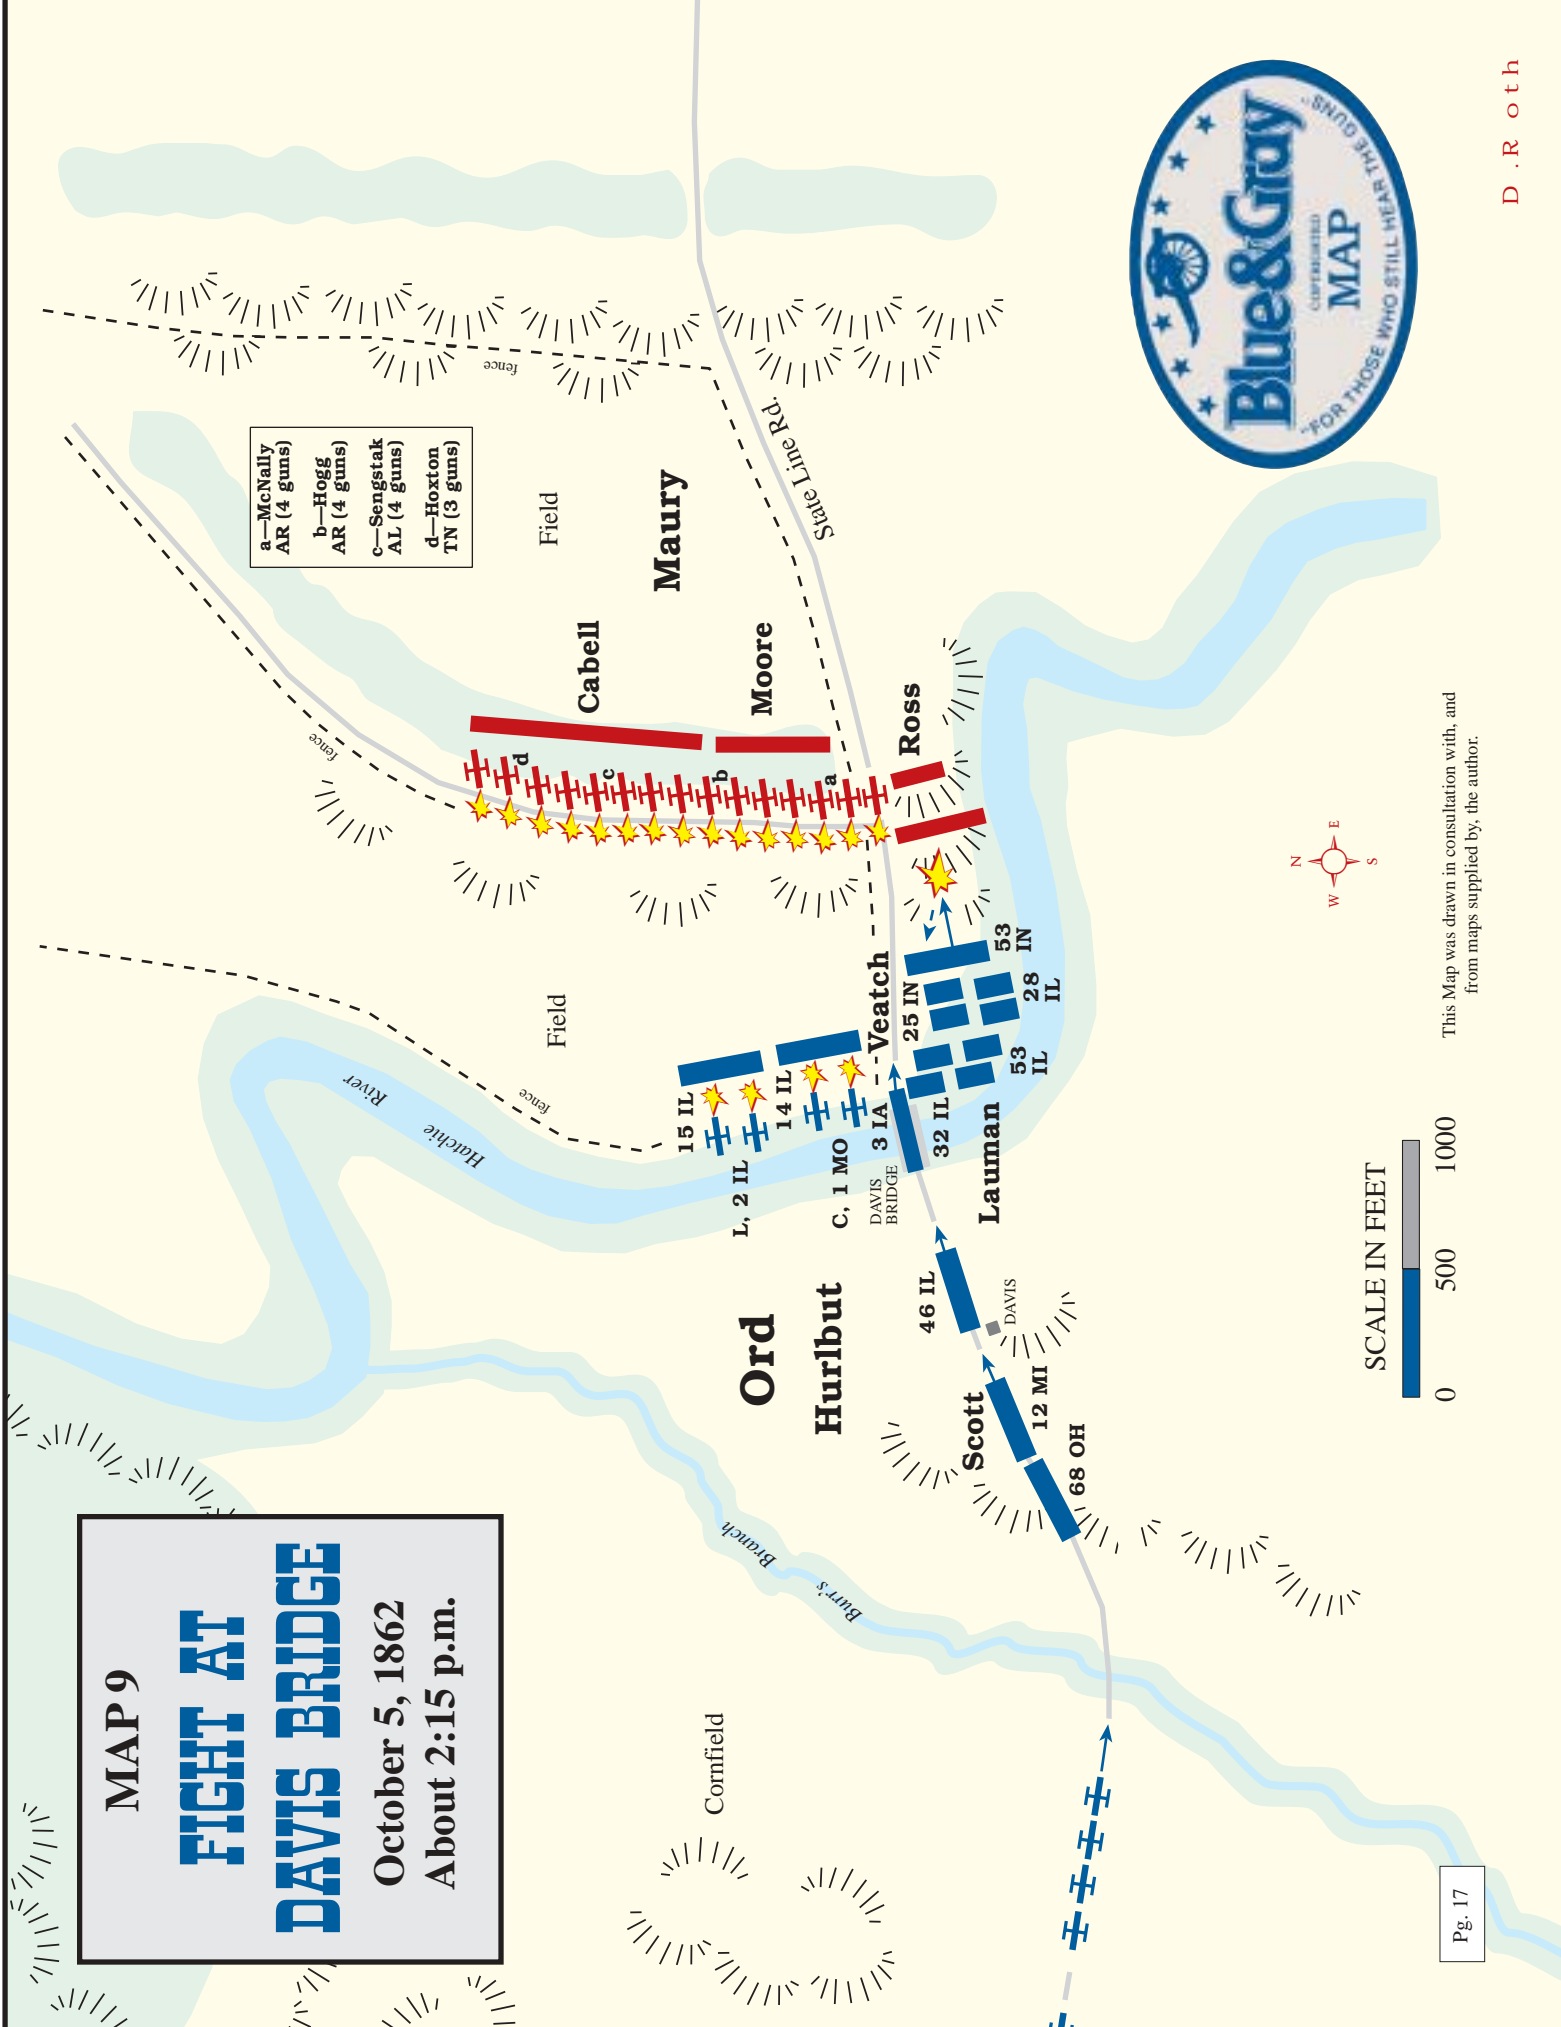 MAP 9
FIGHT AT
DAVIS BRIDGE
October 5, 1862
About 2:15 p.m.
a—McNally
AR (4 guns)
b—Hogg
AR (4 guns)
c—Sengstak
AL (4 guns)
d—Hoxton
TN (3 guns)
fence
fence
fence
Field
Field
Cornfield
Hatchie
River
Burr's
Branch
State Line Rd.
Maury
Cabell
Moore
Ross
d
c
b
a
15 IL
14 IL
L, 2 IL
C, 1 MO
Veatch
25 IN
53
IN
28
IL
53
IL
3 IA
32 IL
DAVIS
BRIDGE
Lauman
Ord
Hurlbut
46 IL
DAVIS
Scott
12 MI
68 OH
SCALE IN FEET
0
500
1000
N
W
E
S
This Map was drawn in consultation with, and
from maps supplied by, the author.
Blue&Gray
COPYRIGHTED
MAP
"FOR THOSE WHO STILL HEAR THE GUNS"
D .R oth
Pg. 17